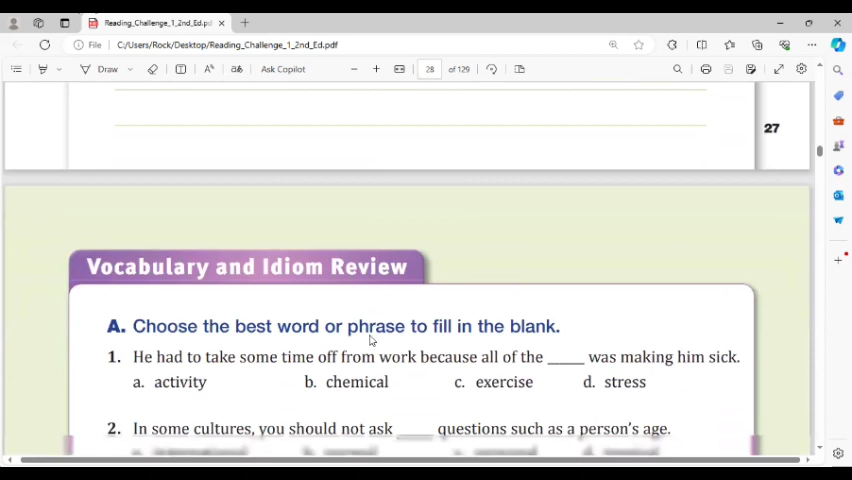 Reading_Challenge_1_2nd_Ed.pdf
File C:/Users/Rock/Desktop/Reading_Challenge_1_2nd_Ed.pdf
Draw Ask Copilot 28 of 129
27
Vocabulary and Idiom Review
A. Choose the best word or phrase to fill in the blank.
1. He had to take some time off from work because all of the _____ was making him sick.
a. activity b. chemical c. exercise d. stress
2. In some cultures, you should not ask _____ questions such as a person's age.